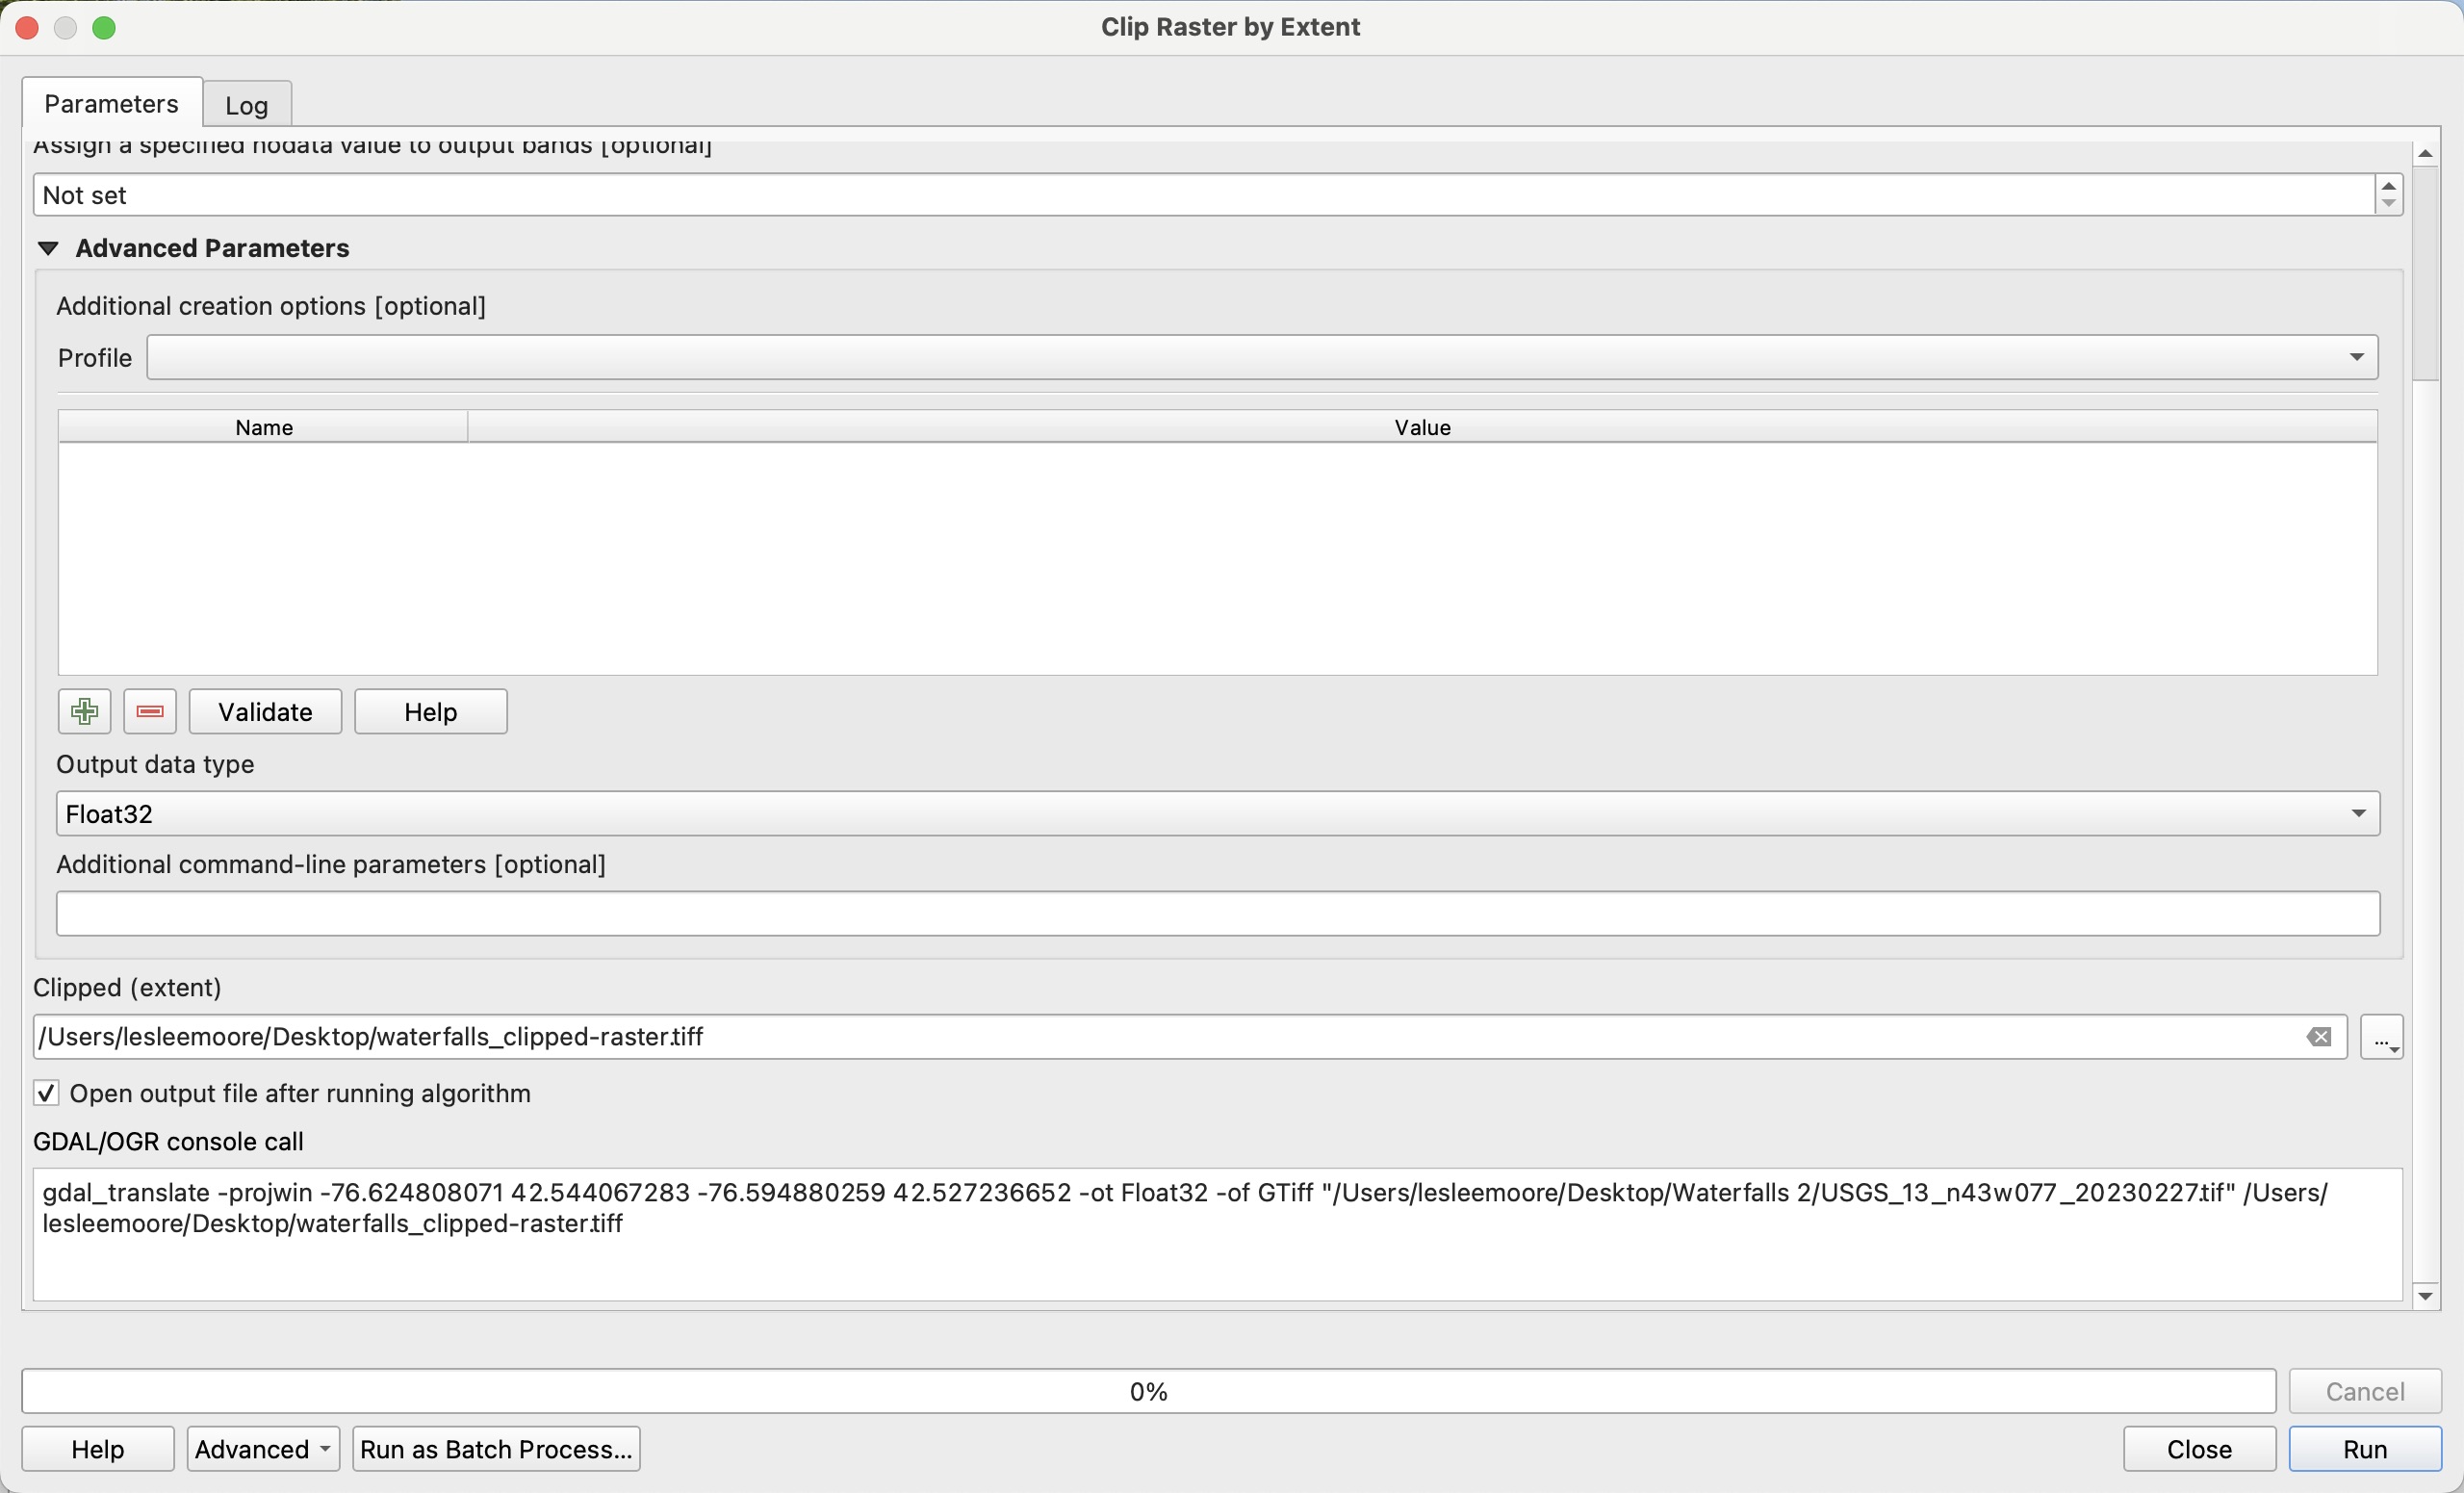 Clip Raster by Extent
Parameters
Log
Assign a specified nodata value to output bands [optional]
Not set
Advanced Parameters
Additional creation options [optional]
Profile
Name
Value
Validate
Help
Output data type
Float32
Additional command-line parameters [optional]
Clipped (extent)
/Users/lesleemoore/Desktop/waterfalls_clipped-raster.tiff
...
Open output file after running algorithm
GDAL/OGR console call
gdal_translate -projwin -76.624808071 42.544067283 -76.594880259 42.527236652 -ot Float32 -of GTiff "/Users/lesleemoore/Desktop/Waterfalls 2/USGS_13_n43w077_20230227.tif" /Users/
lesleemoore/Desktop/waterfalls_clipped-raster.tiff
0%
Cancel
Help
Advanced
Run as Batch Process...
Close
Run